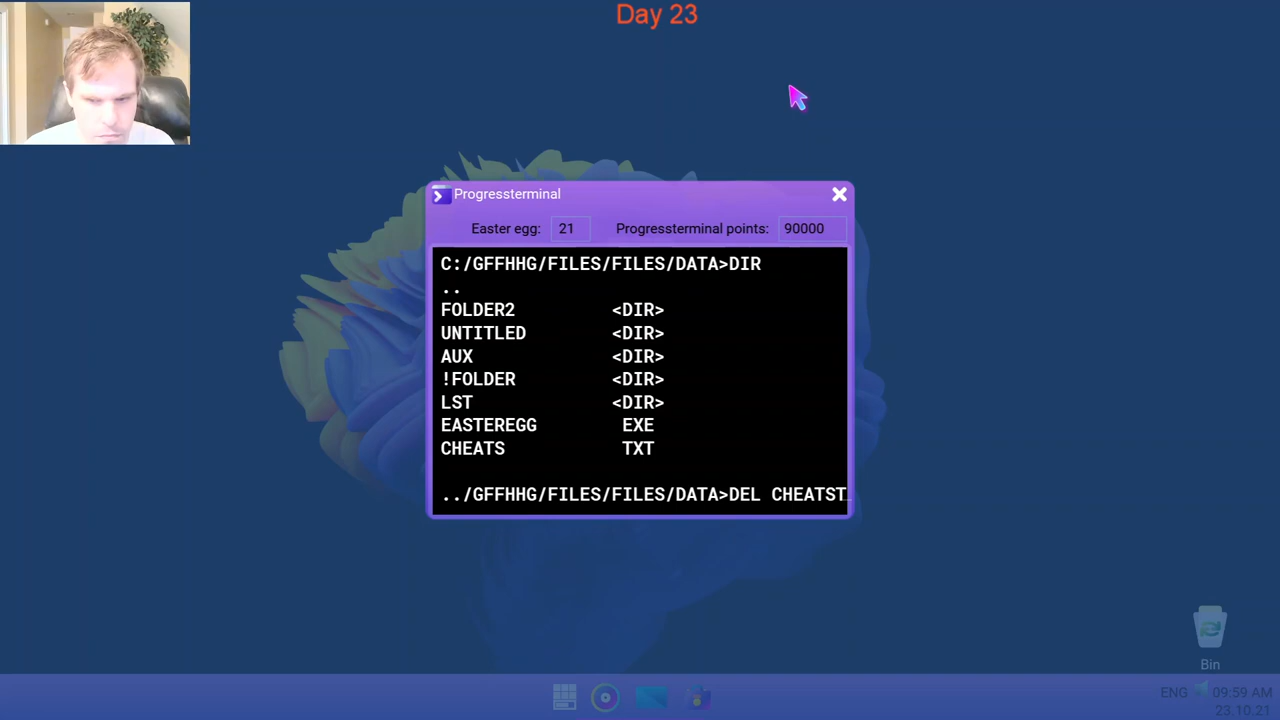 Day 23
Progressterminal
Easter egg: 21 Progressterminal points: 90000
C:/GFFHHG/FILES/FILES/DATA>DIR
..
FOLDER2 <DIR>
UNTITLED <DIR>
AUX <DIR>
!FOLDER <DIR>
LST <DIR>
EASTEREGG EXE
CHEATS TXT
../GFFHHG/FILES/FILES/DATA>DEL CHEATST_
Bin
ENG 09:59 AM
23.10.21